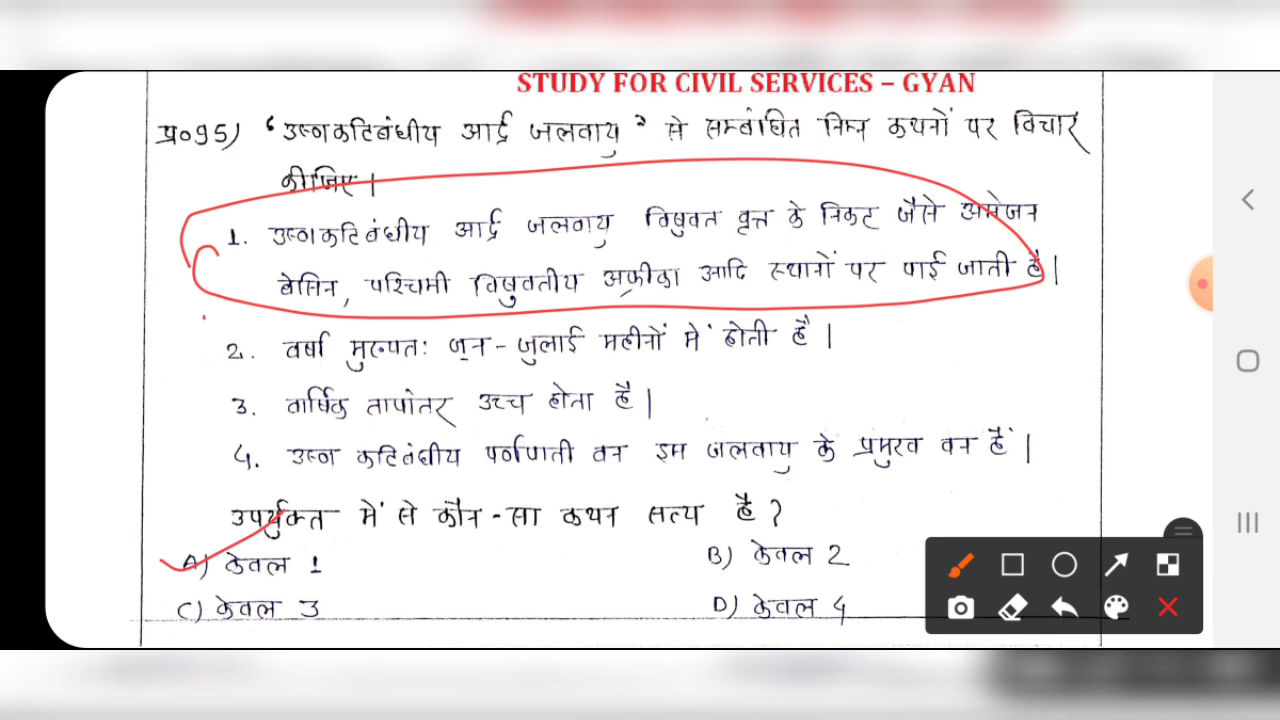 STUDY FOR CIVIL SERVICES – GYAN
प्र०95) ‘उष्णकटिबंधीय आर्द्र जलवायु’ से सम्बंधित निम्न कथनों पर विचार
कीजिए।
1. उष्णकटिबंधीय आर्द्र जलवायु विषुवत वृत्त के निकट जैसे अमेजन
बेसिन, पश्चिमी विषुवतीय अफ्रीका आदि स्थानों पर पाई जाती है।
2. वर्षा मुख्यतः जून-जुलाई महीनों में होती है।
3. वार्षिक तापांतर उच्च होता है।
4. उष्ण कटिबंधीय पर्णपाती वन इस जलवायु के प्रमुख वन हैं।
उपर्युक्त में से कौन-सा कथन सत्य है?
A) केवल 1 B) केवल 2
C) केवल 3 D) केवल 4